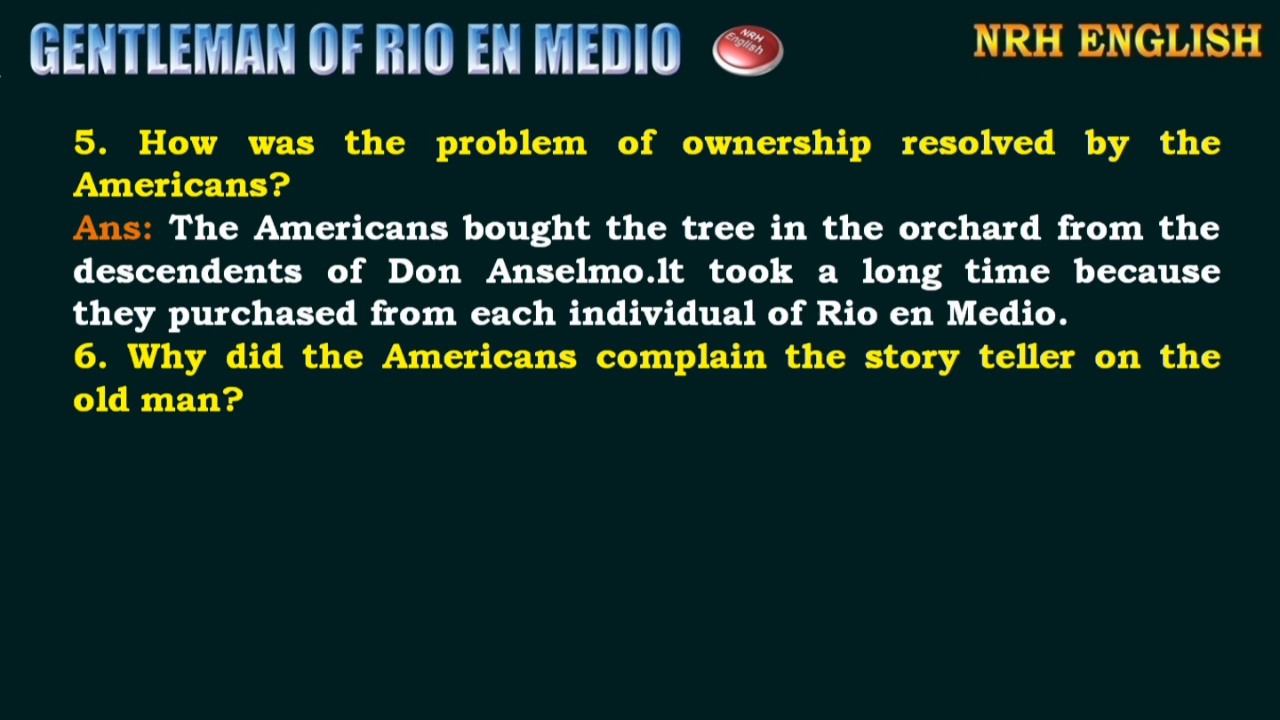 GENTLEMAN OF RIO EN MEDIO
NRH English
NRH ENGLISH
5. How was the problem of ownership resolved by the
Americans?
Ans: The Americans bought the tree in the orchard from the
descendents of Don Anselmo.lt took a long time because
they purchased from each individual of Rio en Medio.
6. Why did the Americans complain the story teller on the
old man?